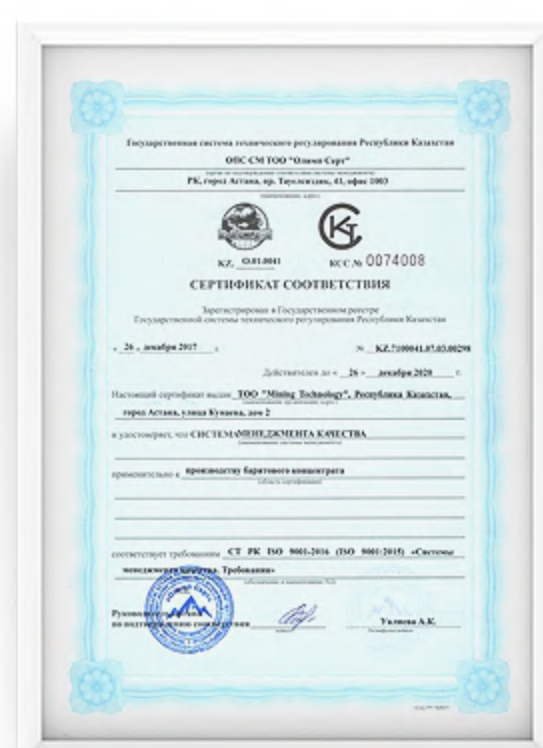 Государственная система технического регулирования Республики Казахстан
ОПС СМ ТОО "Олимп Серт"
РК, город Астана, пр. Тауелсиздик, 41, офис 1003
KZ. О.01.0041
КСС № 0074008
СЕРТИФИКАТ СООТВЕТСТВИЯ
Зарегистрирован в Государственном реестре
Государственной системы технического регулирования Республики Казахстан
« 26 » декабря 2017 г.
№ KZ.7100041.07.03.00298
Действителен до « 26 » декабря 2020 г.
Настоящий сертификат выдан ТОО "Mining Technology", Республика Казахстан,
город Астана, улица Кунаева, дом 2
и удостоверяет, что СИСТЕМА МЕНЕДЖМЕНТА КАЧЕСТВА
применительно к производству баритового концентрата
(область сертификации)
соответствует требованиям СТ РК ISO 9001-2016 (ISO 9001:2015) «Системы
менеджмента качества. Требования»
Руководитель органа
по подтверждению соответствия
Уалиева А.К.